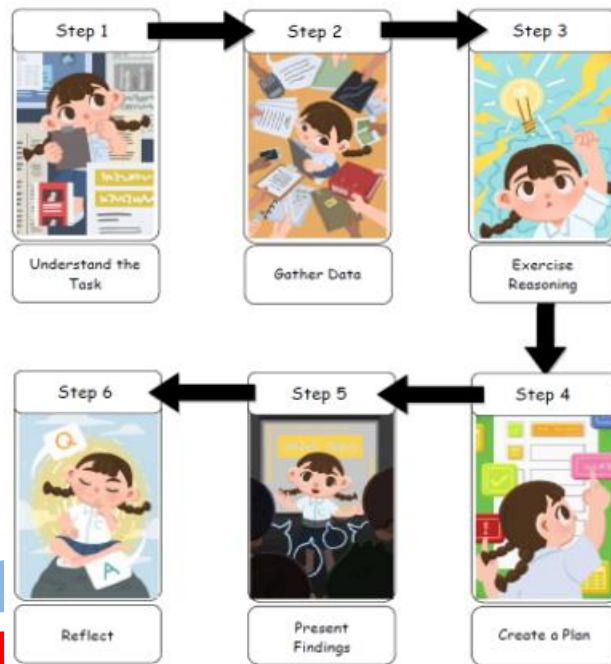 Step 1
Step 2
Step 3
Understand the
Task
Gather Data
Exercise
Reasoning
Step 6
Step 5
Step 4
Q
A
Reflect
Present
Findings
Create a Plan